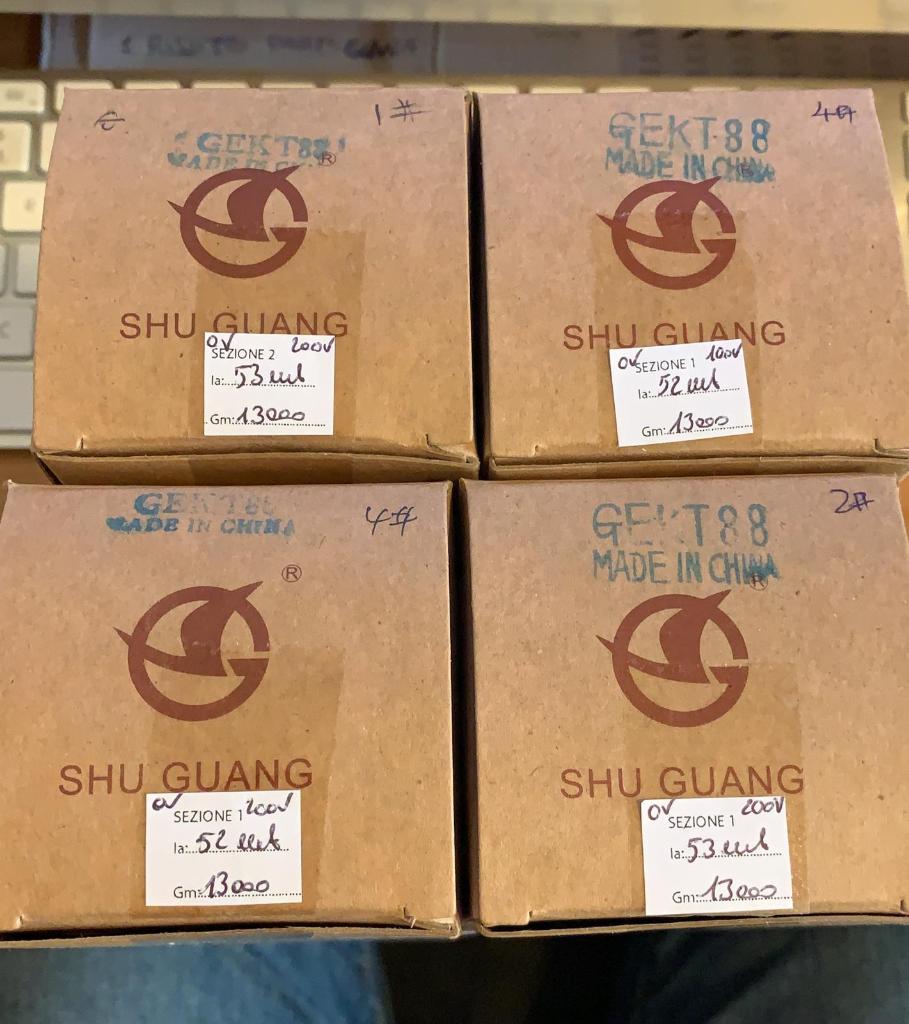 €
1#
GEKT88
MADE IN
®
SHU GUANG
0V 200V
SEZIONE 2
Ia: 53 mA
Gm: 13000
4#
GEKT88
MADE IN CHINA
®
SHU GUANG
0V 100V
SEZIONE 1
Ia: 52 mA
Gm: 13000
GEKT88
MADE IN CHINA
4#
®
SHU GUANG
0V 200V
SEZIONE 1
Ia: 52 mA
Gm: 13000
2#
GEKT88
MADE IN CHINA
®
SHU GUANG
0V 200V
SEZIONE 1
Ia: 53 mA
Gm: 13000